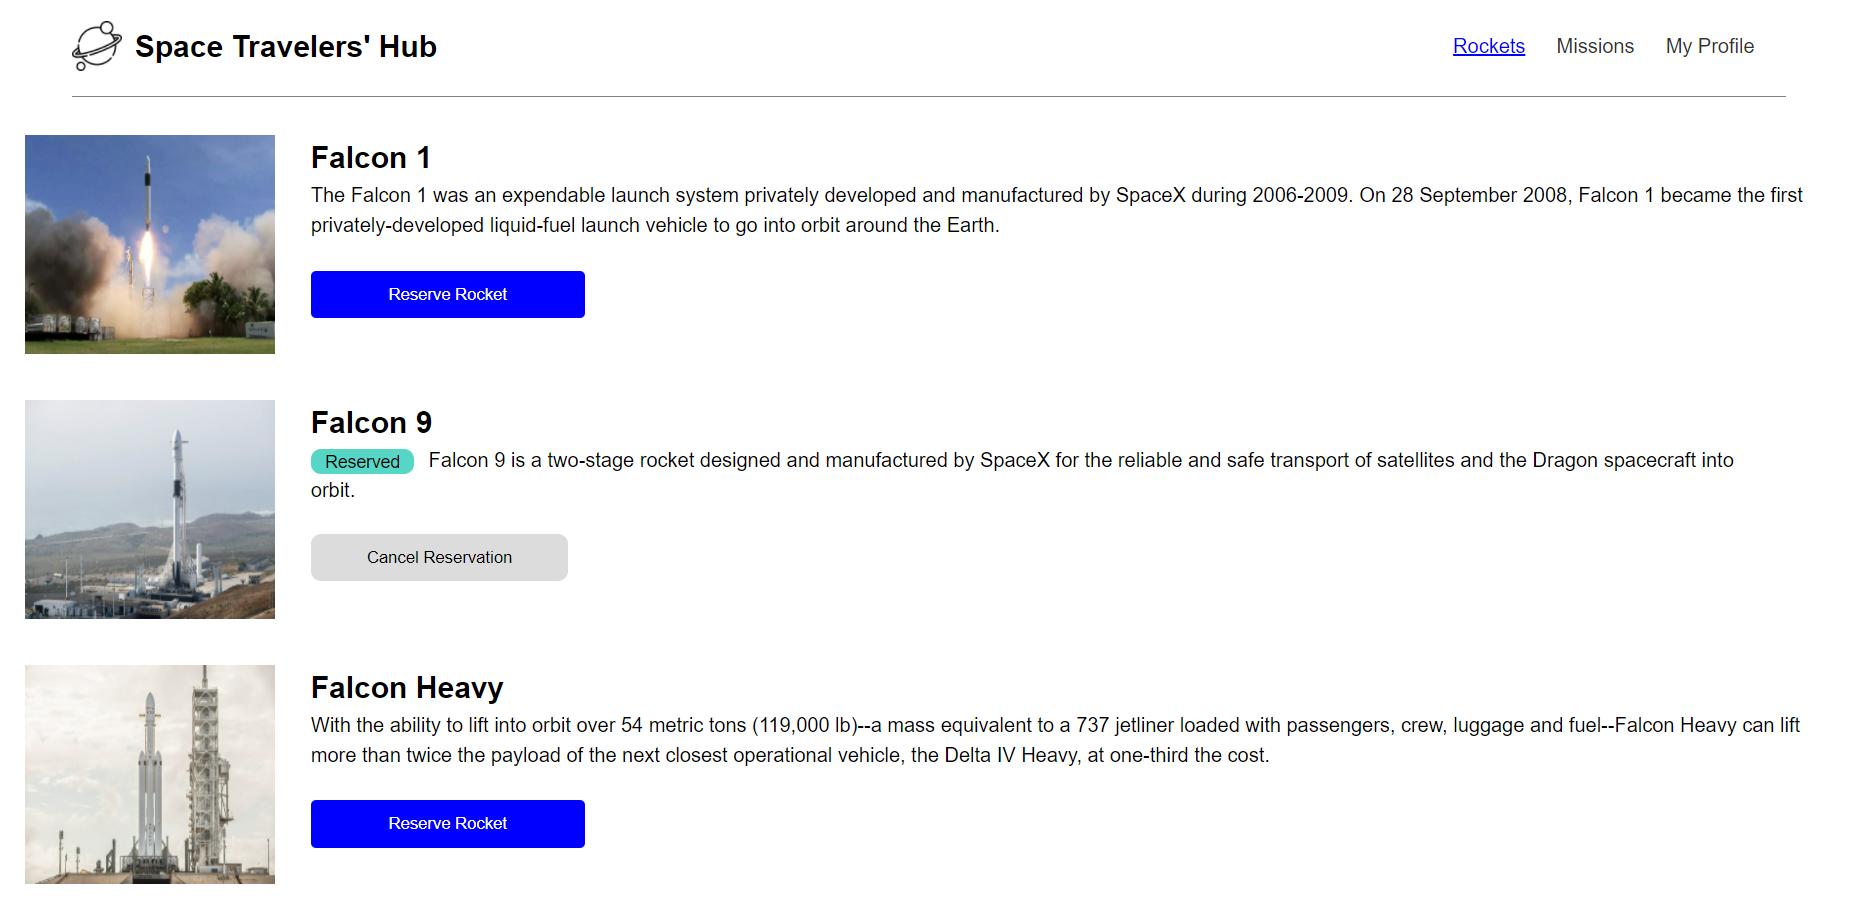 Space Travelers' Hub
Rockets Missions My Profile
Falcon 1
The Falcon 1 was an expendable launch system privately developed and manufactured by SpaceX during 2006-2009. On 28 September 2008, Falcon 1 became the first
privately-developed liquid-fuel launch vehicle to go into orbit around the Earth.
Reserve Rocket
Falcon 9
Reserved Falcon 9 is a two-stage rocket designed and manufactured by SpaceX for the reliable and safe transport of satellites and the Dragon spacecraft into
orbit.
Cancel Reservation
Falcon Heavy
With the ability to lift into orbit over 54 metric tons (119,000 lb)--a mass equivalent to a 737 jetliner loaded with passengers, crew, luggage and fuel--Falcon Heavy can lift
more than twice the payload of the next closest operational vehicle, the Delta IV Heavy, at one-third the cost.
Reserve Rocket